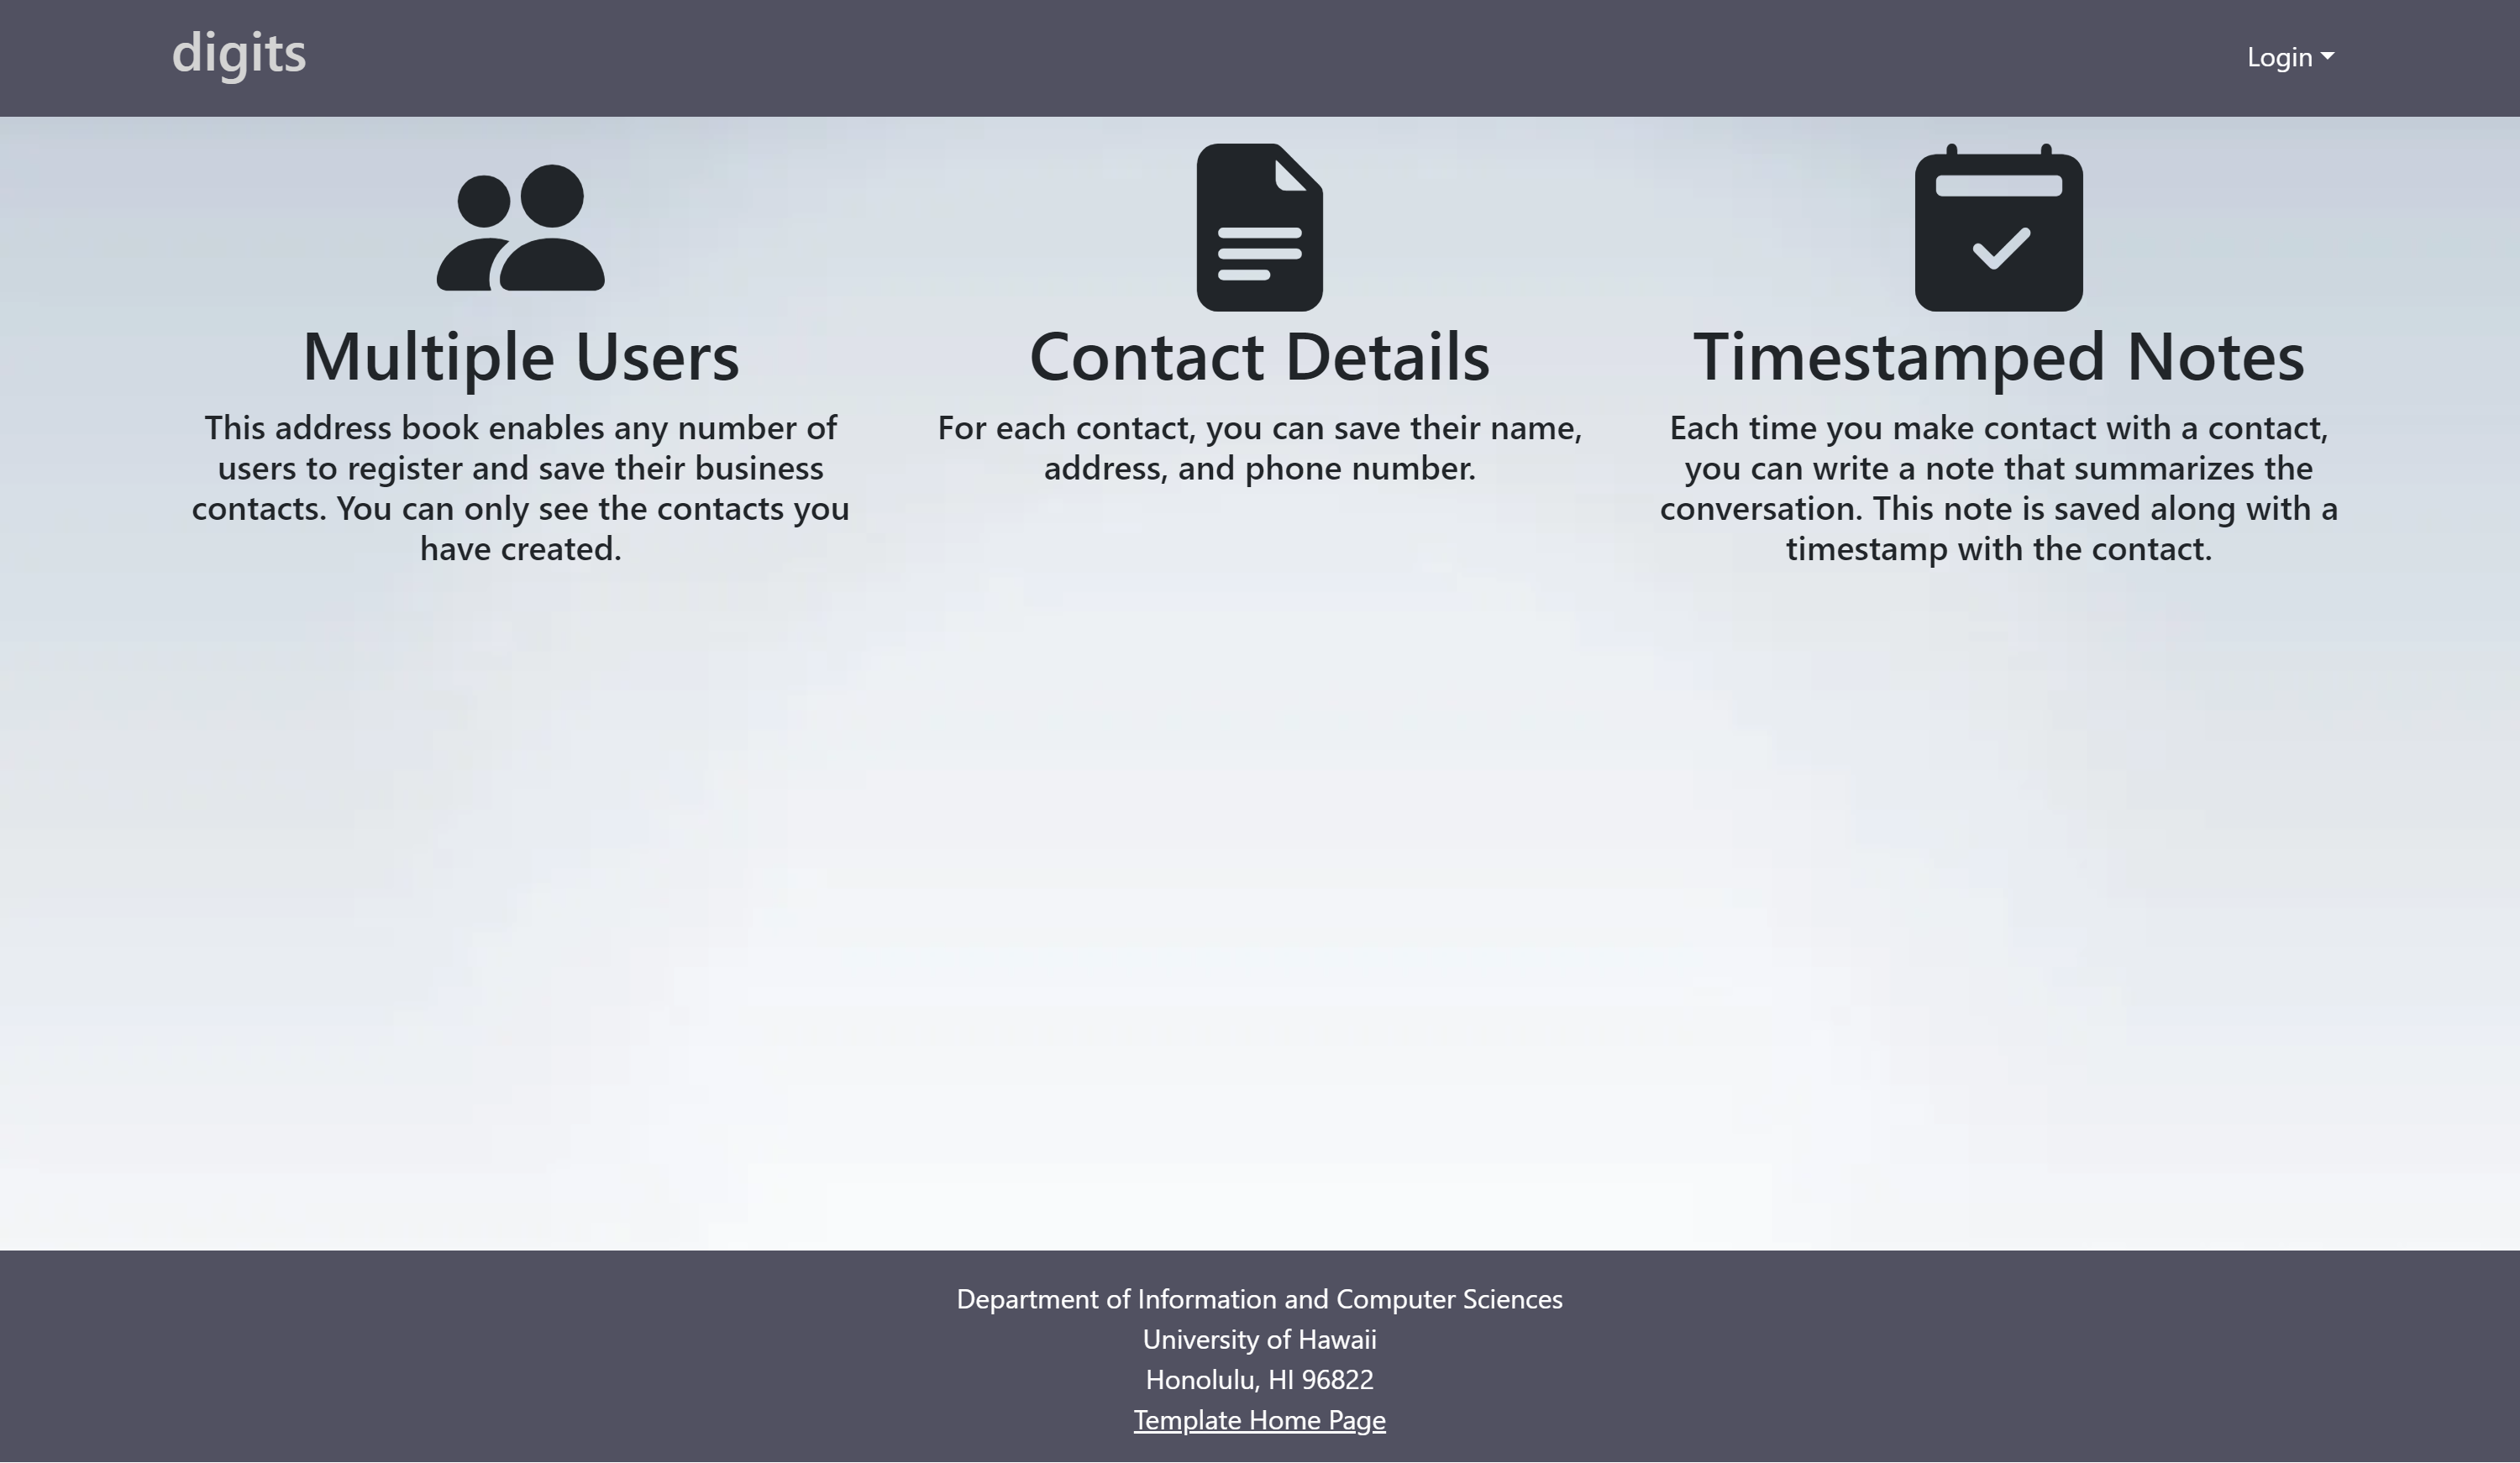 digits
Login
Multiple Users
This address book enables any number of
users to register and save their business
contacts. You can only see the contacts you
have created.
Contact Details
For each contact, you can save their name,
address, and phone number.
Timestamped Notes
Each time you make contact with a contact,
you can write a note that summarizes the
conversation. This note is saved along with a
timestamp with the contact.
Department of Information and Computer Sciences
University of Hawaii
Honolulu, HI 96822
Template Home Page